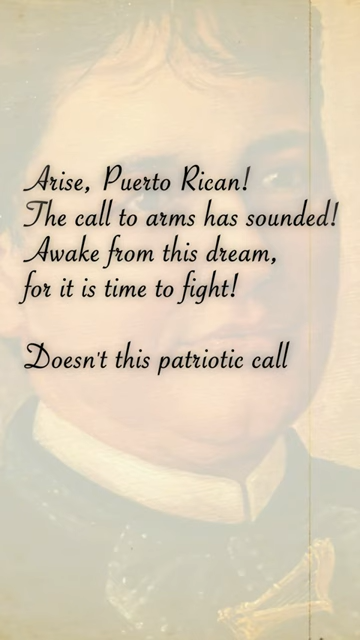 Arise, Puerto Rican!
The call to arms has sounded!
Awake from this dream,
for it is time to fight!
Doesn't this patriotic call